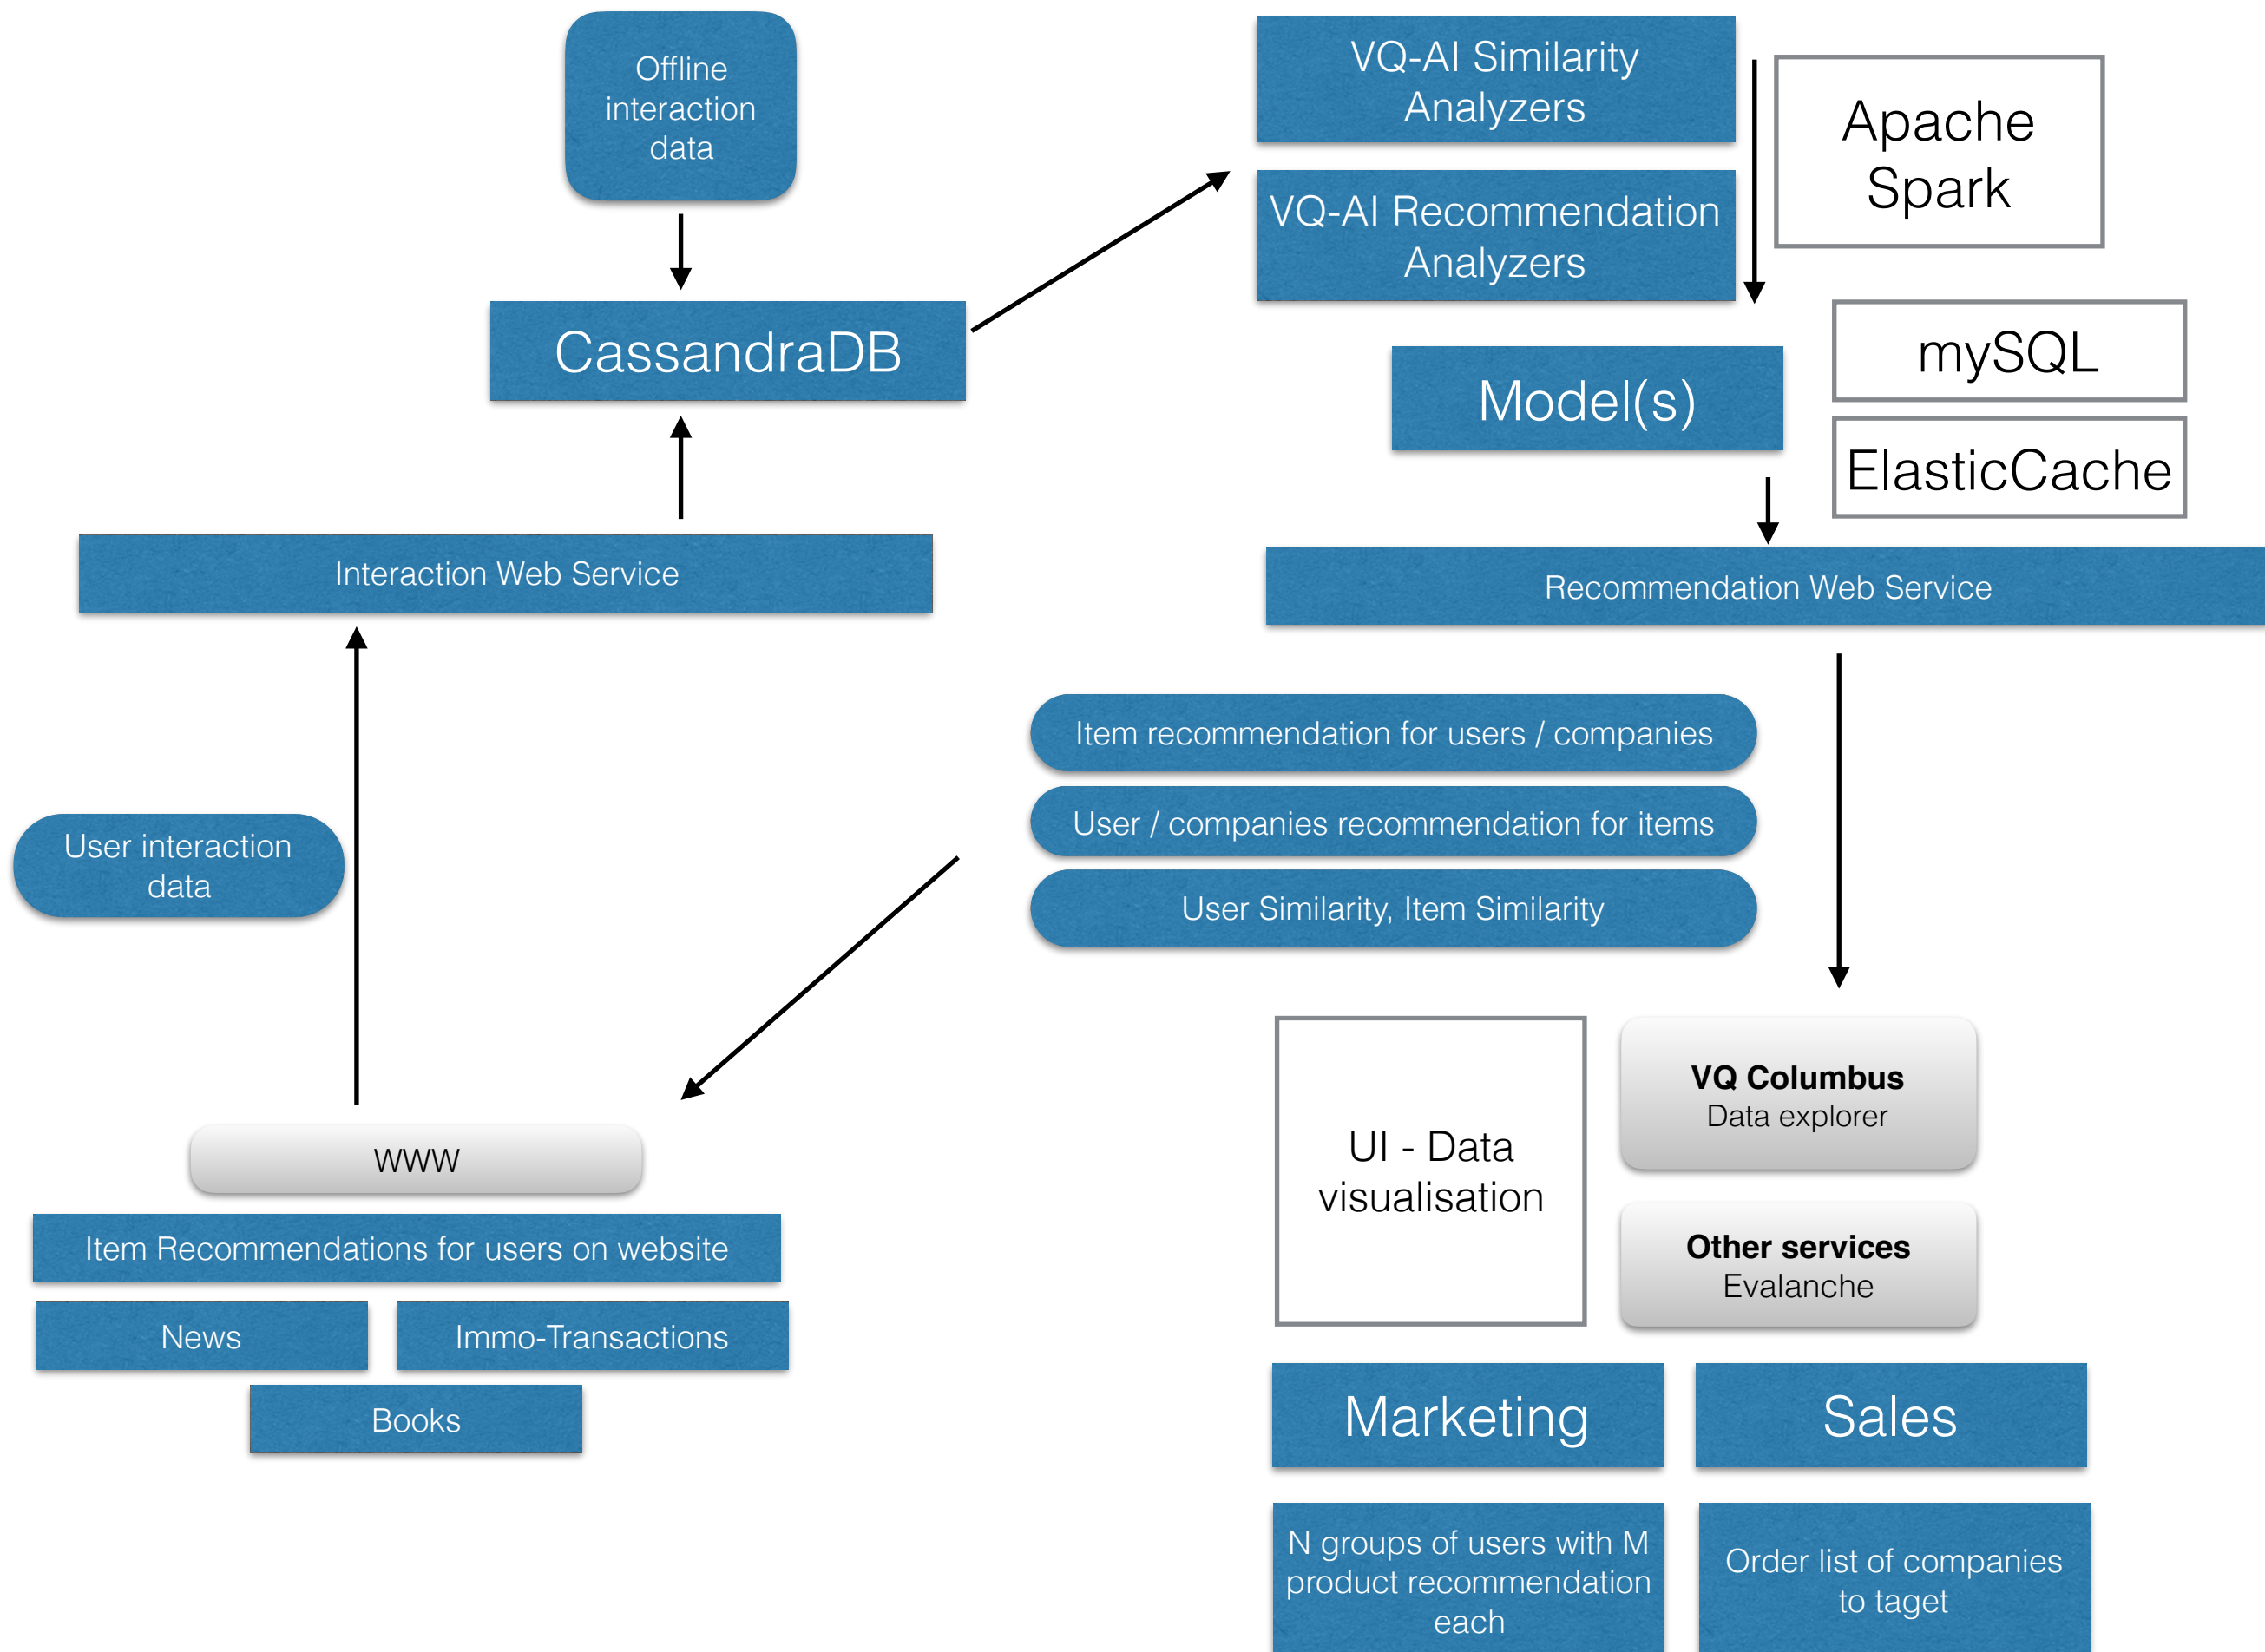 Offline
interaction
data
VQ-AI Similarity
Analyzers
Apache
Spark
VQ-AI Recommendation
Analyzers
CassandraDB
mySQL
Model(s)
ElasticCache
Interaction Web Service
Recommendation Web Service
Item recommendation for users / companies
User / companies recommendation for items
User interaction
data
User Similarity, Item Similarity
VQ Columbus
Data explorer
UI - Data
visualisation
WWW
Item Recommendations for users on website
Other services
Evalanche
News
Immo-Transactions
Books
Marketing
Sales
N groups of users with M
product recommendation
each
Order list of companies
to taget